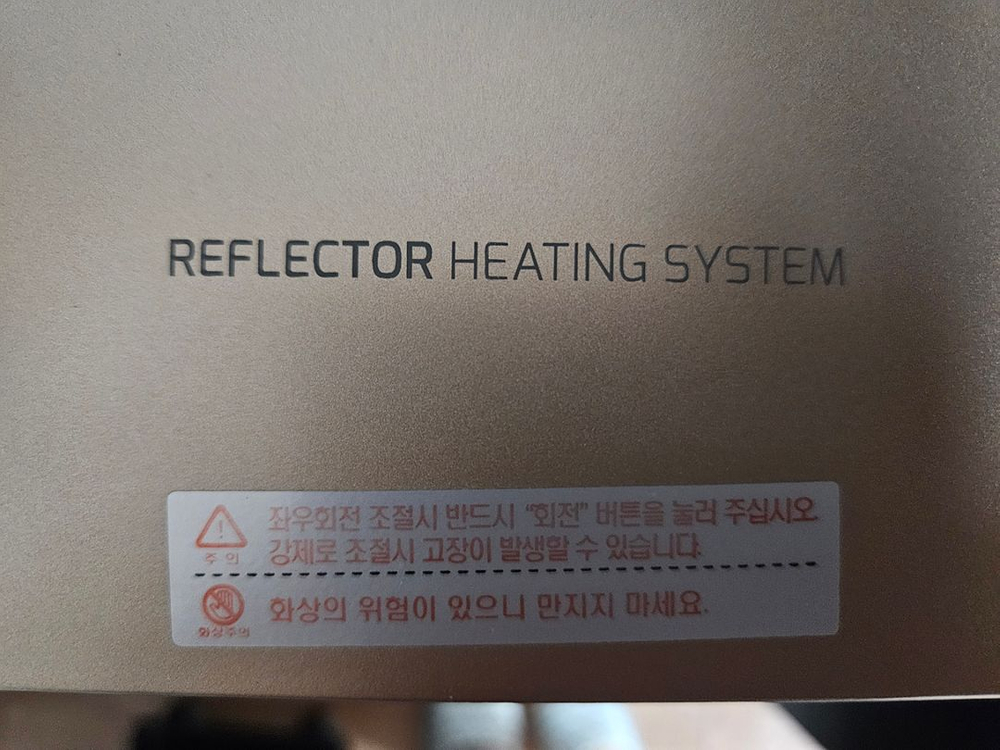 REFLECTOR HEATING SYSTEM
좌우회전 조절시 반드시 “회전” 버튼을 눌러 주십시오
주 의
강제로 조절시 고장이 발생할 수 있습니다.
화상의 위험이 있으니 만지지 마세요.
화상주의